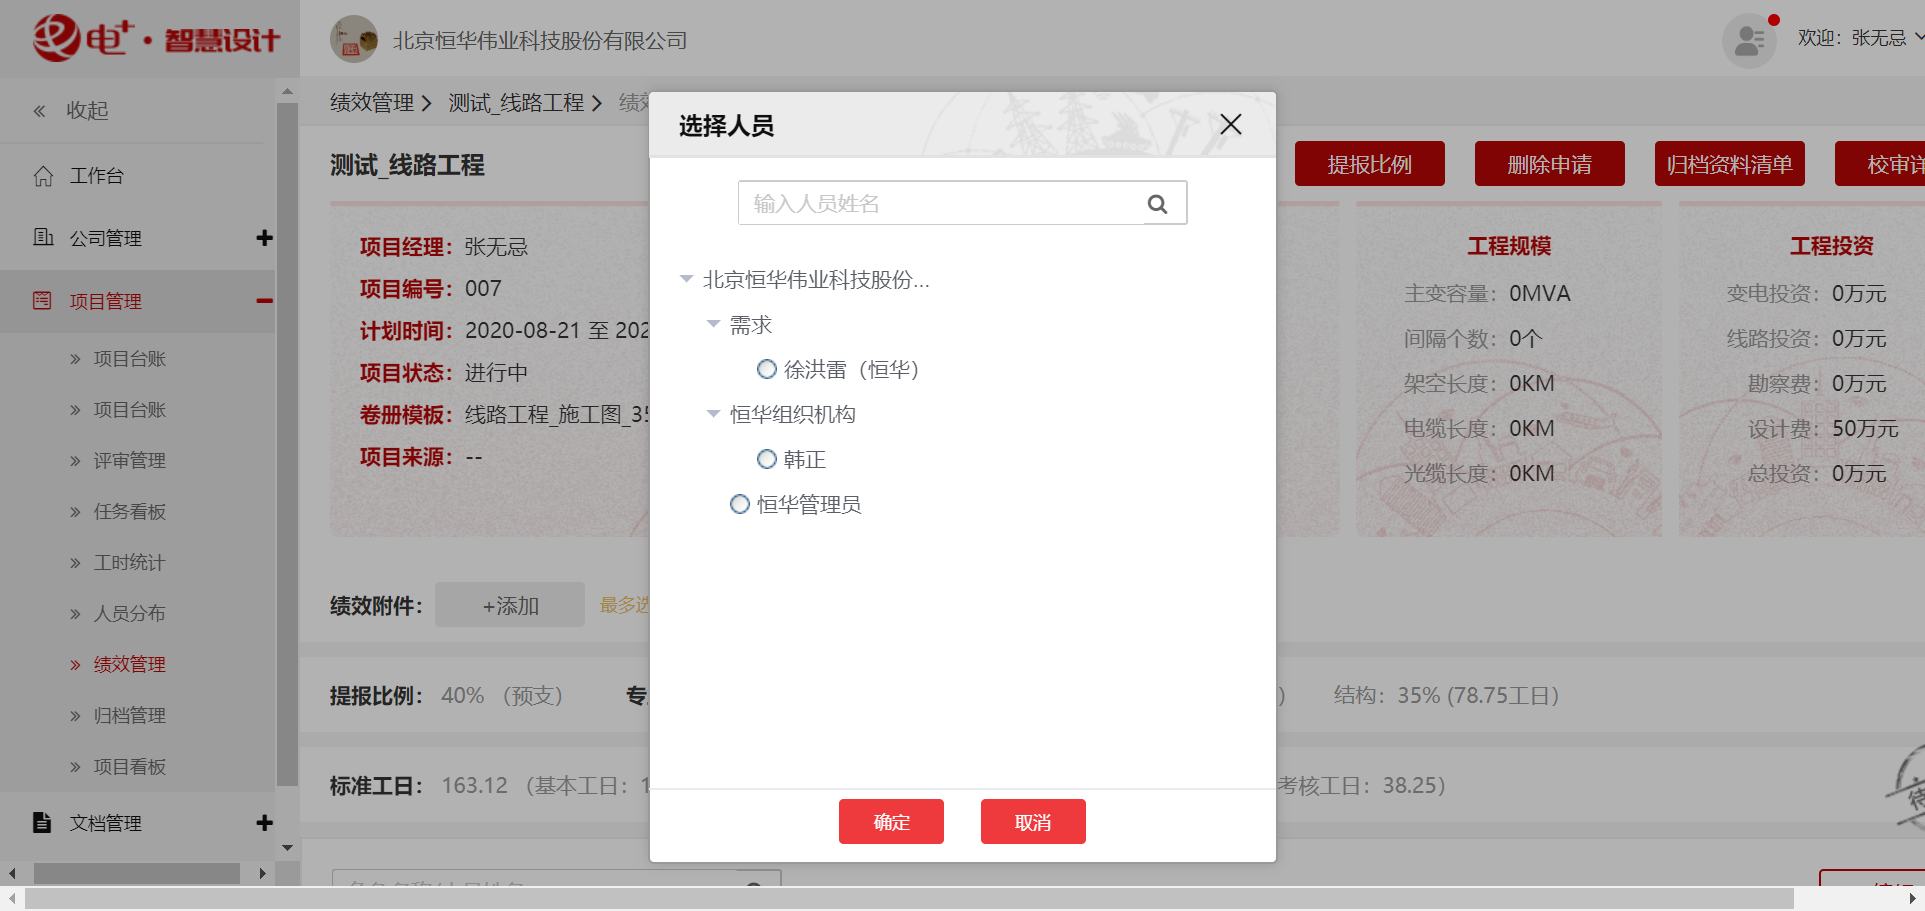 电+·智慧设计
北京恒华伟业科技股份有限公司
欢迎：张无忌
收起
工作台
公司管理
项目管理
项目台账
项目台账
评审管理
任务看板
工时统计
人员分布
绩效管理
归档管理
项目看板
文档管理
绩效管理 测试_线路工程
测试_线路工程
提报比例
删除申请
归档资料清单
校审
项目经理：张无忌
项目编号：007
计划时间：2020-08-21 至 202
项目状态：进行中
卷册模板：线路工程_施工图_35
项目来源：--
工程规模
主变容量：0MVA
间隔个数：0个
架空长度：0KM
电缆长度：0KM
光缆长度：0KM
工程投资
变电投资：0万元
线路投资：0万元
勘察费：0万元
设计费：50万元
总投资：0万元
绩效附件：
+添加
最多选
提报比例： 40% （预支）
专
结构：35% (78.75工日)
标准工日： 163.12 （基本工日：1
考核工日：38.25）
选择人员
输入人员姓名
北京恒华伟业科技股份...
需求
徐洪雷（恒华）
恒华组织机构
韩正
恒华管理员
确定
取消